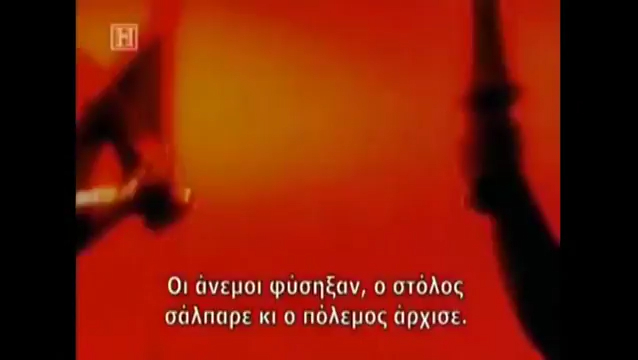 H
Οι άνεμοι φύσηξαν, ο στόλος
σάλπαρε κι ο πόλεμος άρχισε.